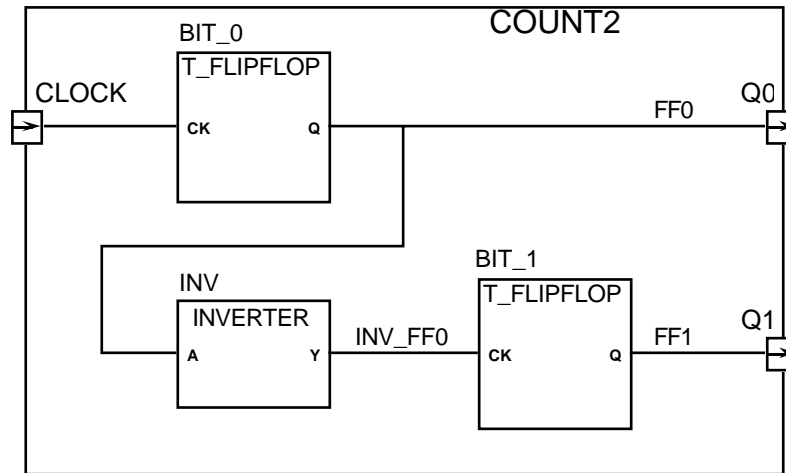 COUNT2
BIT_0
T_FLIPFLOP
CLOCK
Q0
FF0
CK Q
BIT_1
INV
T_FLIPFLOP
INVERTER
Q1
INV_FF0
FF1
A Y
CK Q